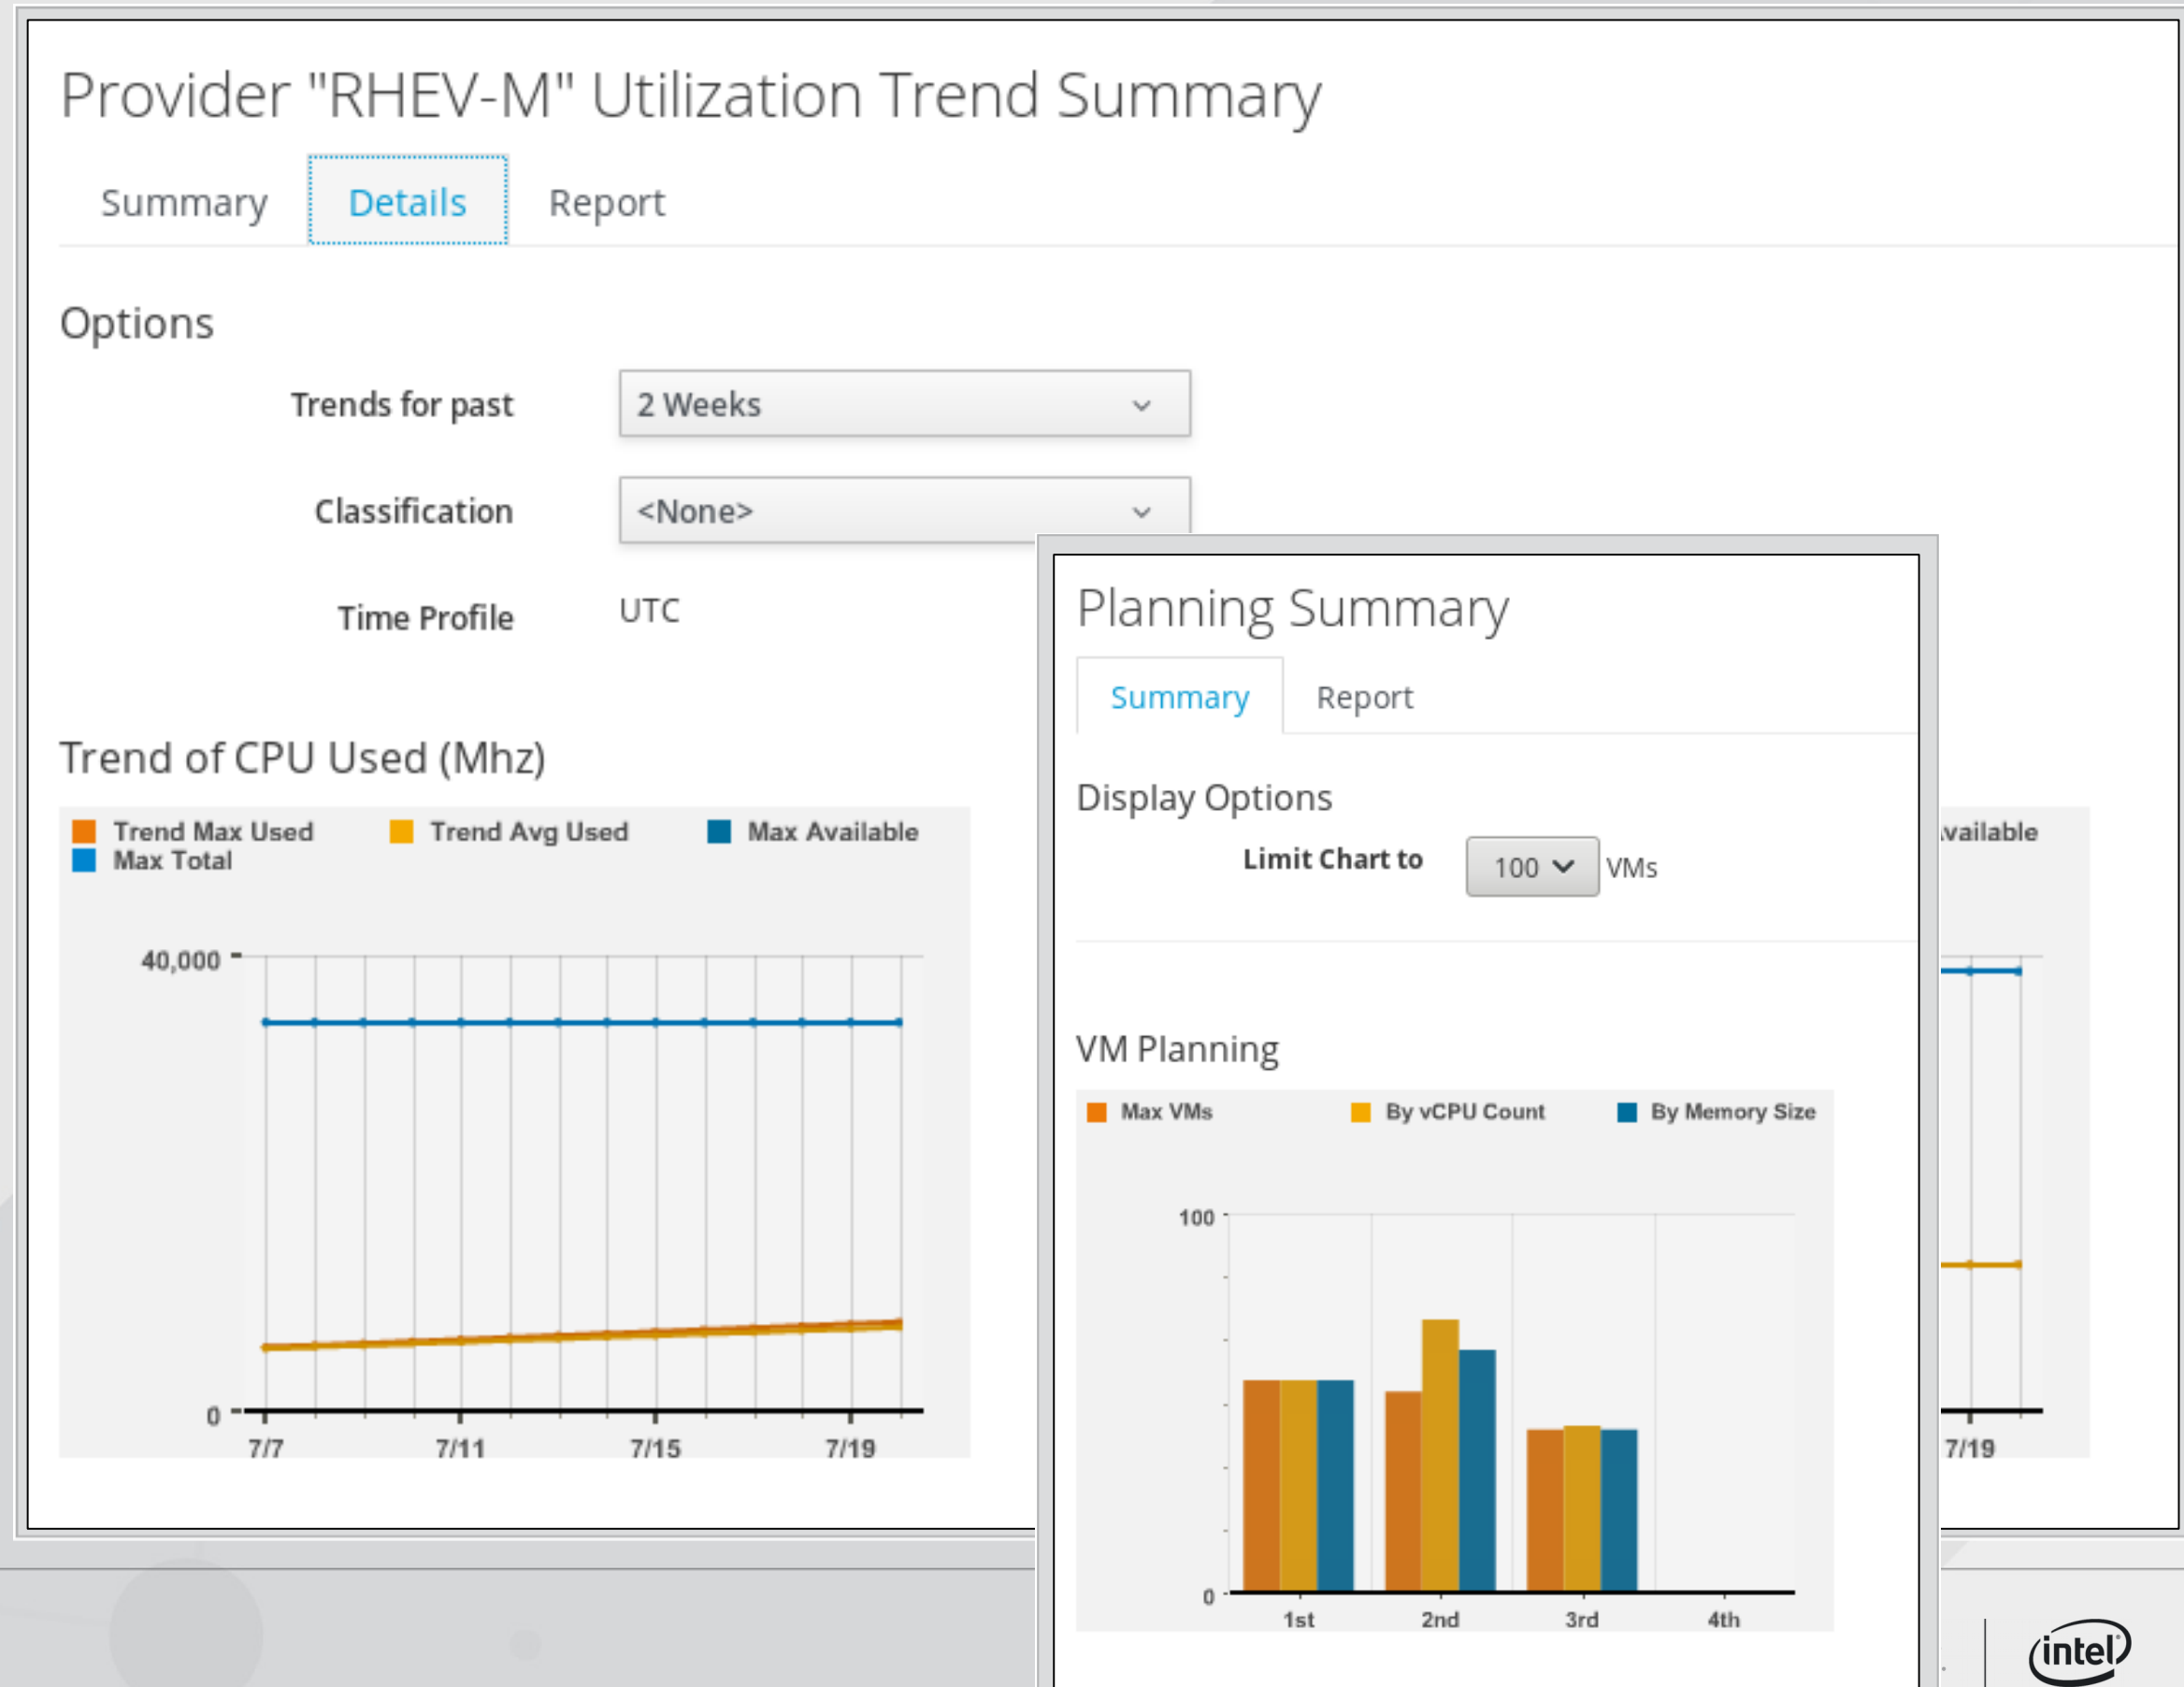 Provider "RHEV-M" Utilization Trend Summary
Summary Details Report
Options
Trends for past 2 Weeks
Classification <None>
Time Profile UTC
Trend of CPU Used (Mhz)
Trend Max Used Trend Avg Used Max Available
Max Total
40,000
0
7/7 7/11 7/15 7/19
Planning Summary
Summary Report
Display Options
Limit Chart to 100 VMs
VM Planning
Max VMs By vCPU Count By Memory Size
100
0
1st 2nd 3rd 4th
7/19
intel